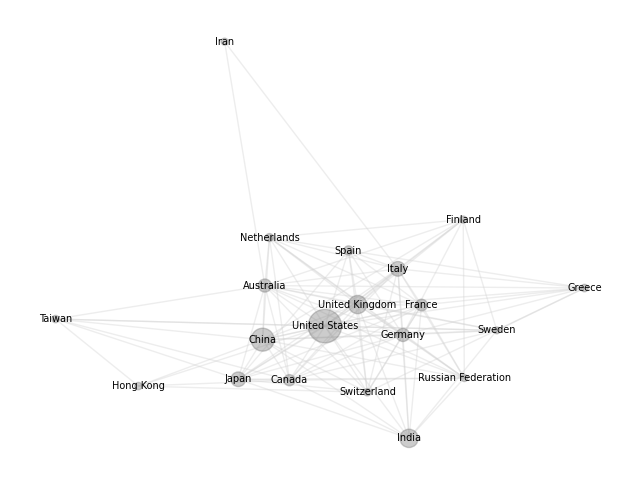 Iran
Finland
Netherlands
Spain
Italy
Australia
Greece
United Kingdom
France
Taiwan
United States
Sweden
China
Germany
Japan
Canada
Russian Federation
Hong Kong
Switzerland
India